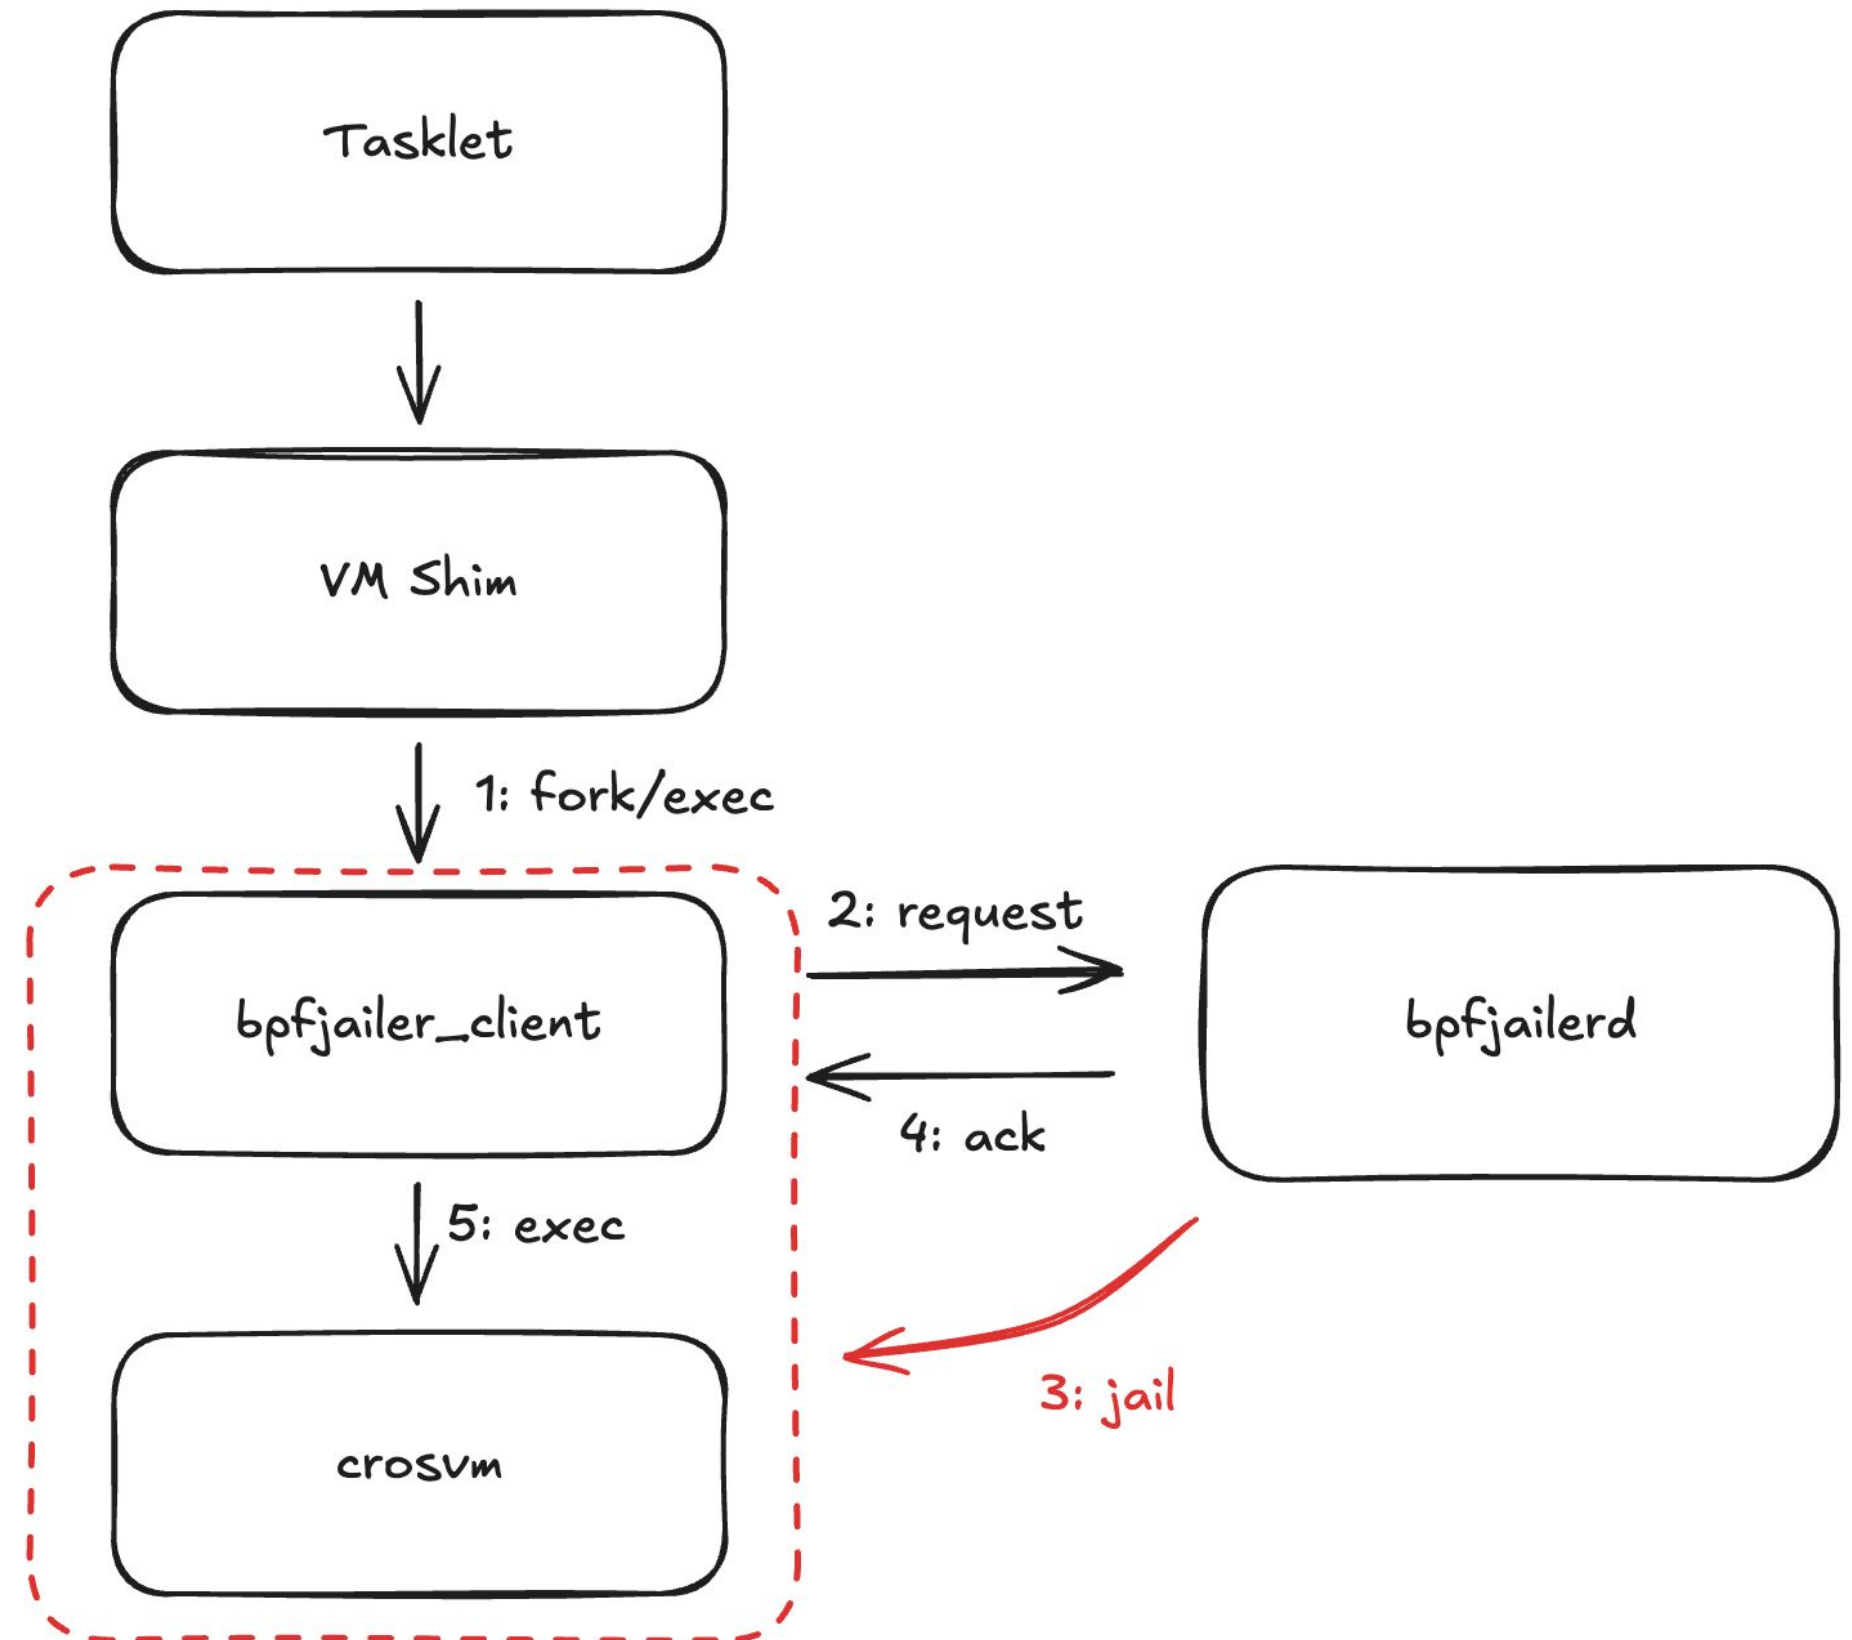 Tasklet
VM Shim
1: fork/exec
2: request
bpfjailer_client
bpfjailerd
4: ack
5: exec
3: jail
crosvm